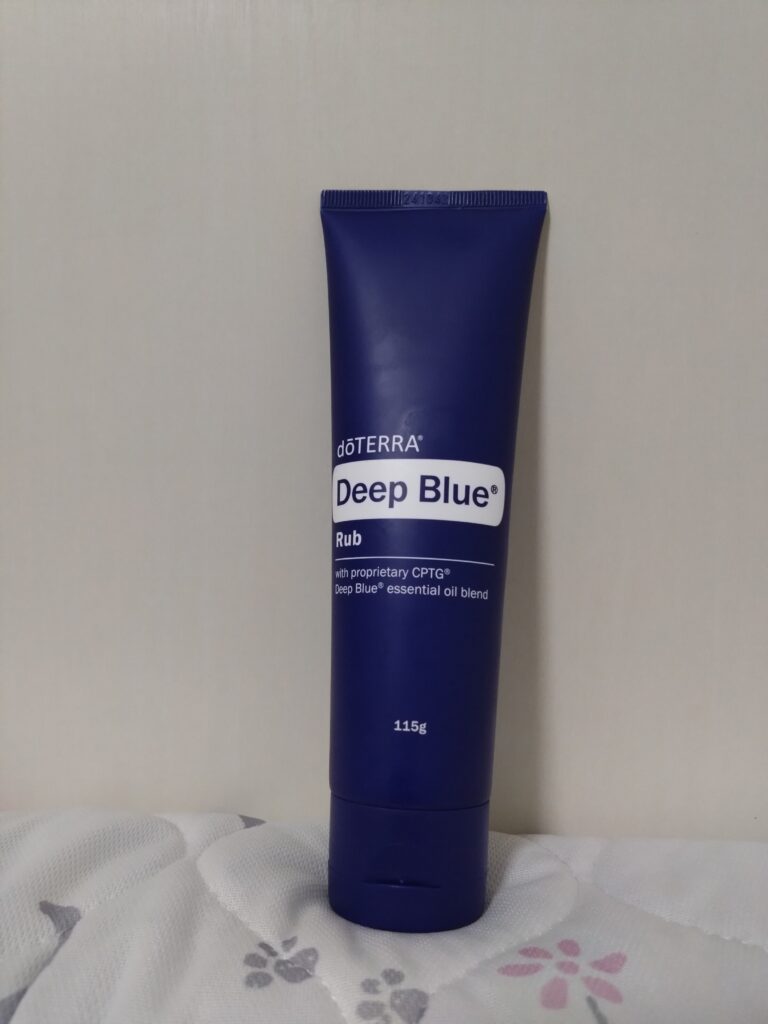 dōTERRA®
Deep Blue®
Rub
with proprietary CPTG®
Deep Blue® essential oil blend
115g